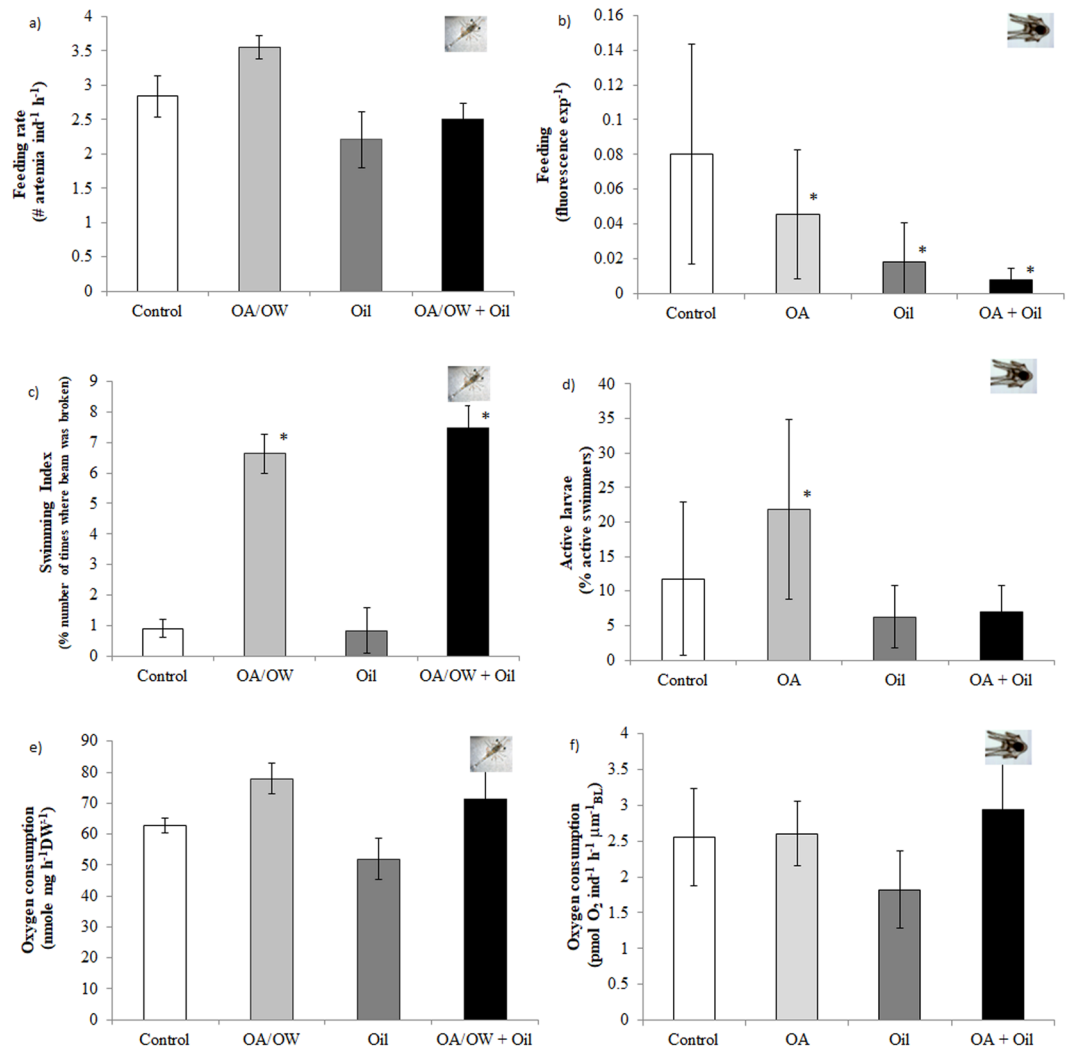 a)
Feeding rate
(# artemia ind-1 h-1)
4
3.5
3
2.5
2
1.5
1
0.5
0
Control OA/OW Oil OA/OW + Oil
b)
Feeding
(fluorescence exp-1)
0.16
0.14
0.12
0.1
0.08
0.06
0.04
0.02
0
*
*
*
Control OA Oil OA + Oil
c)
Swimming Index
(% number of times where beam was broken)
9
8
7
6
5
4
3
2
1
0
*
*
Control OA/OW Oil OA/OW + Oil
d)
Active larvae
(% active swimmers)
40
35
30
25
20
15
10
5
0
*
Control OA Oil OA + Oil
e)
Oxygen consumption
(nmole mg h-1DW-1)
90
80
70
60
50
40
30
20
10
0
Control OA/OW Oil OA/OW + Oil
f)
Oxygen consumption
(pmol O2 ind-1 h-1 µm-1BL)
4
3.5
3
2.5
2
1.5
1
0.5
0
Control OA Oil OA + Oil